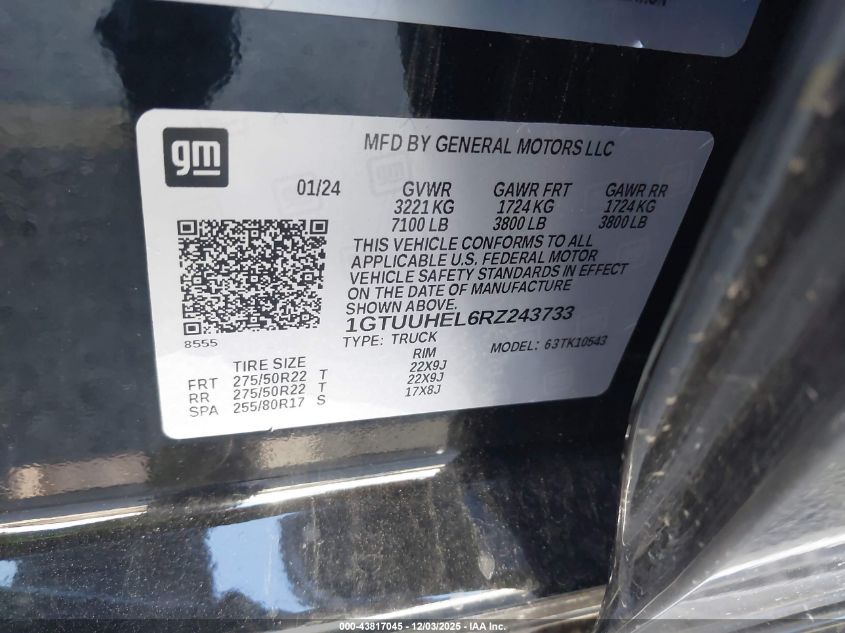 gm
MFD BY GENERAL MOTORS LLC
01/24 GVWR GAWR FRT GAWR RR
3221 KG 1724 KG 1724 KG
7100 LB 3800 LB 3800 LB
THIS VEHICLE CONFORMS TO ALL
APPLICABLE U.S. FEDERAL MOTOR
VEHICLE SAFETY STANDARDS IN EFFECT
ON THE DATE OF MANUFACTURE
SHOWN ABOVE.
1GTUUHEL6RZ243733
8555
TYPE: TRUCK MODEL: 63TK10543
TIRE SIZE RIM
FRT 275/50R22 T 22X9J
RR 275/50R22 T 22X9J
SPA 255/80R17 S 17X8J
000-43817045 - 12/03/2025 - IAA Inc.